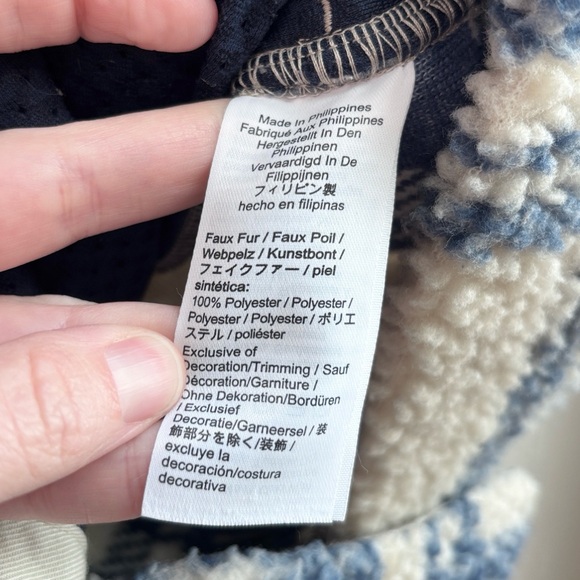 Made In Philippines
Fabriqué Aux Philippines
Hergestellt In Den
Philippinen
Vervaardigd In De
Filippijnen
フィリピン製
hecho en filipinas
Faux Fur / Faux Poil /
Webpelz / Kunstbont /
フェイクファー / piel
sintética:
100% Polyester / Polyester /
Polyester / Polyester / ポリエ
ステル / poliéster
Exclusive of
Decoration/Trimming / Sauf
Décoration/Garniture /
Ohne Dekoration/Bordüren
/ Exclusief
Decoratie/Garneersel / 装
飾部分を除く/装飾 /
excluye la
decoración/costura
decorativa